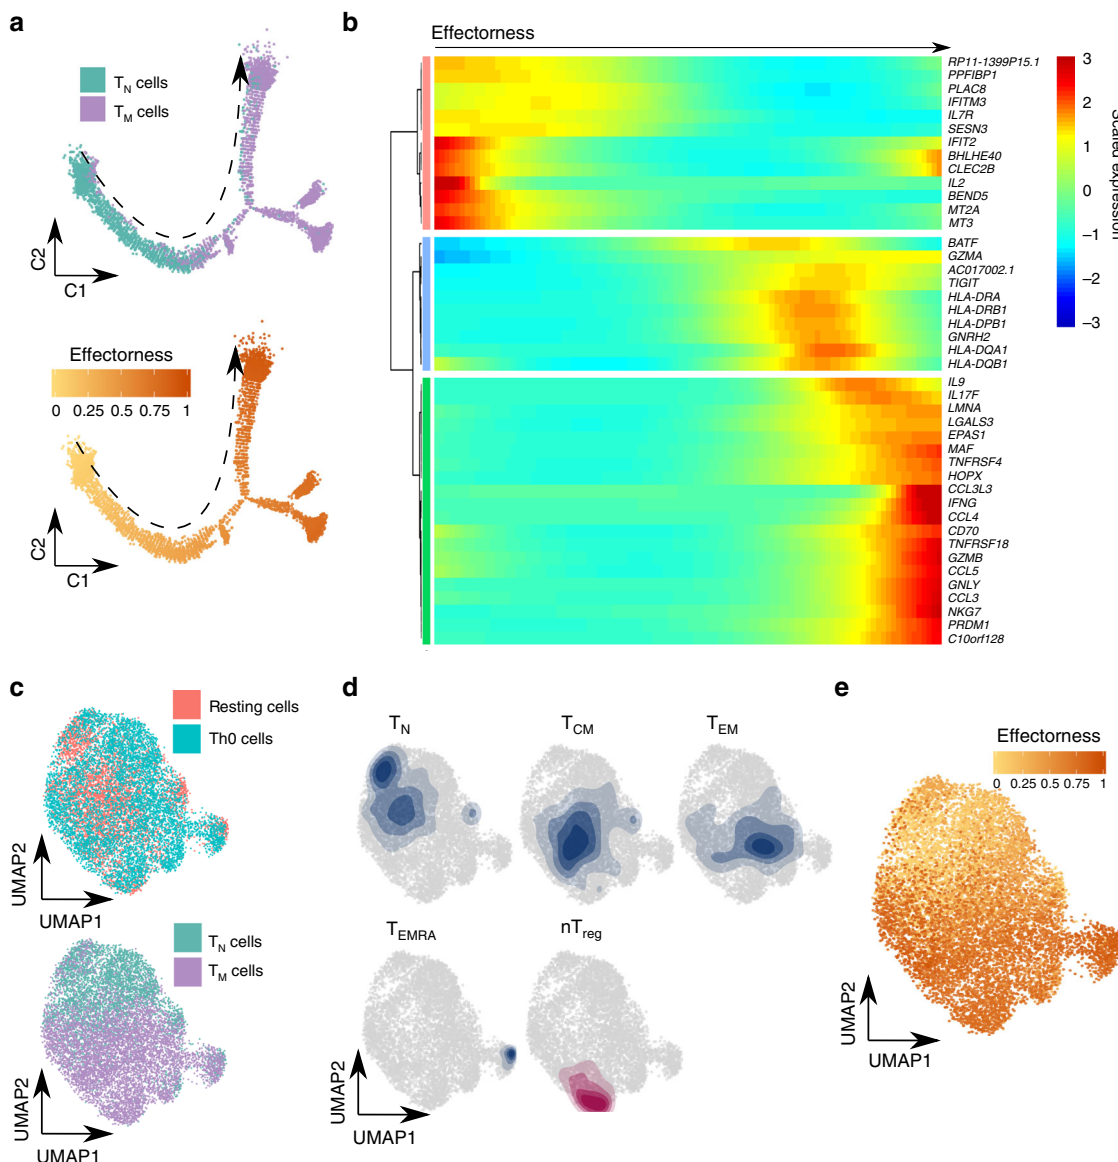 a
T_N cells
T_M cells
C2
C1
Effectorness
0 0.25 0.5 0.75 1
C2
C1
b
Effectorness
RP11-1399P15.1
PPFIBP1
PLAC8
IFITM3
IL7R
SESN3
IFIT2
BHLHE40
CLEC2B
IL2
BEND5
MT2A
MT3
BATF
GZMA
AC017002.1
TIGIT
HLA-DRA
HLA-DRB1
HLA-DPB1
GNRH2
HLA-DQA1
HLA-DQB1
IL9
IL17F
LMNA
LGALS3
EPAS1
MAF
TNFRSF4
HOPX
CCL3L3
IFNG
CCL4
CD70
TNFRSF18
GZMB
CCL5
GNLY
CCL3
NKG7
PRDM1
C10orf128
3
2
1
0
−1
−2
−3
Scaled expression
c
Resting cells
Th0 cells
UMAP2
UMAP1
T_N cells
T_M cells
UMAP2
UMAP1
d
T_N
T_CM
T_EM
T_EMRA
nT_reg
UMAP2
UMAP1
e
Effectorness
0 0.25 0.5 0.75 1
UMAP2
UMAP1